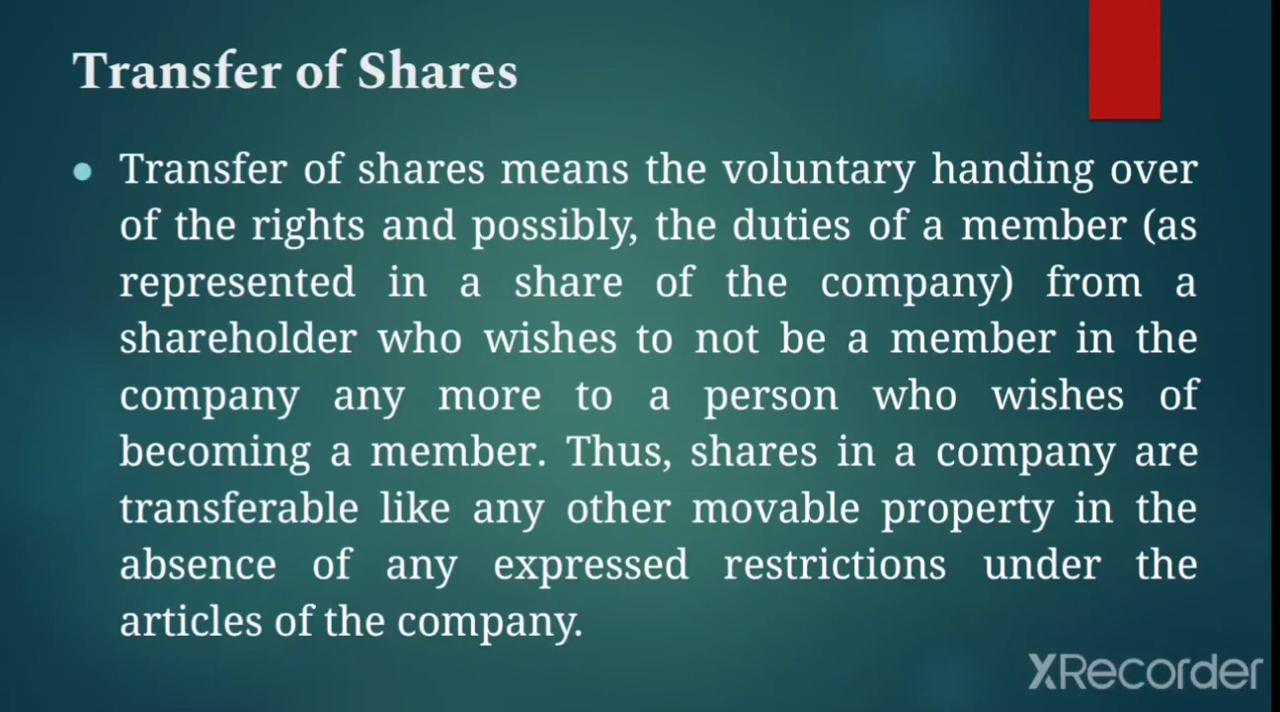 Transfer of Shares
● Transfer of shares means the voluntary handing over
of the rights and possibly, the duties of a member (as
represented in a share of the company) from a
shareholder who wishes to not be a member in the
company any more to a person who wishes of
becoming a member. Thus, shares in a company are
transferable like any other movable property in the
absence of any expressed restrictions under the
articles of the company.
XRecorder